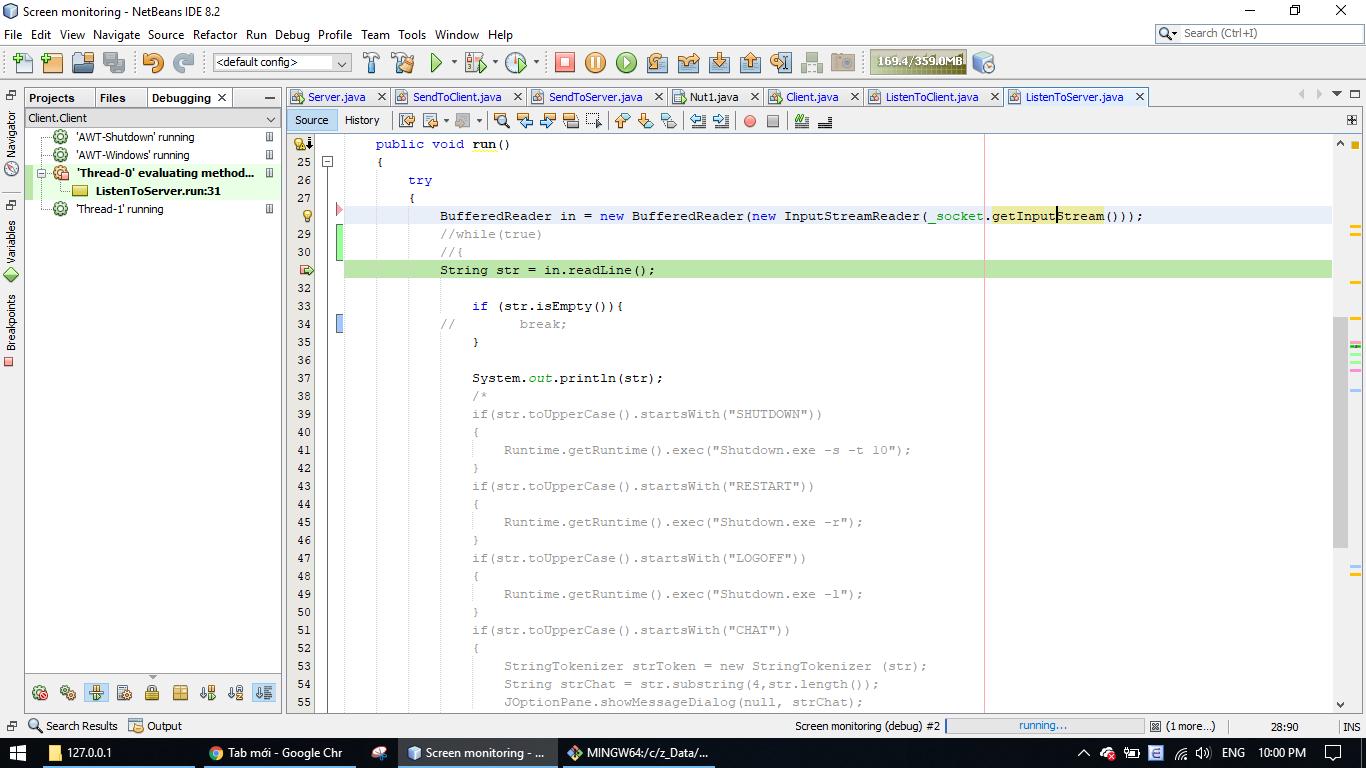 Screen monitoring - NetBeans IDE 8.2
File Edit View Navigate Source Refactor Run Debug Profile Team Tools Window Help
Search (Ctrl+I)
<default config>
169.4/359.0MB
Projects Files Debugging
Server.java SendToClient.java SendToServer.java Nut1.java Client.java ListenToClient.java ListenToServer.java
Client.Client
Source History
Navigator
Variables
Breakpoints
'AWT-Shutdown' running
'AWT-Windows' running
'Thread-0' evaluating method...
ListenToServer.run:31
'Thread-1' running
public void run()
25 {
26 try
27 {
BufferedReader in = new BufferedReader(new InputStreamReader(_socket.getInputStream()));
29 //while(true)
30 //{
String str = in.readLine();
32
33 if (str.isEmpty()){
34 // break;
35 }
36
37 System.out.println(str);
38 /*
39 if(str.toUpperCase().startsWith("SHUTDOWN"))
40 {
41 Runtime.getRuntime().exec("Shutdown.exe -s -t 10");
42 }
43 if(str.toUpperCase().startsWith("RESTART"))
44 {
45 Runtime.getRuntime().exec("Shutdown.exe -r");
46 }
47 if(str.toUpperCase().startsWith("LOGOFF"))
48 {
49 Runtime.getRuntime().exec("Shutdown.exe -l");
50 }
51 if(str.toUpperCase().startsWith("CHAT"))
52 {
53 StringTokenizer strToken = new StringTokenizer (str);
54 String strChat = str.substring(4,str.length());
55 JOptionPane.showMessageDialog(null, strChat);
Search Results Output
Screen monitoring (debug) #2 running... (1 more...) 28:90 INS
127.0.0.1 Tab mới - Google Chr Screen monitoring - ... MINGW64:/c/z_Data/... ENG 10:00 PM